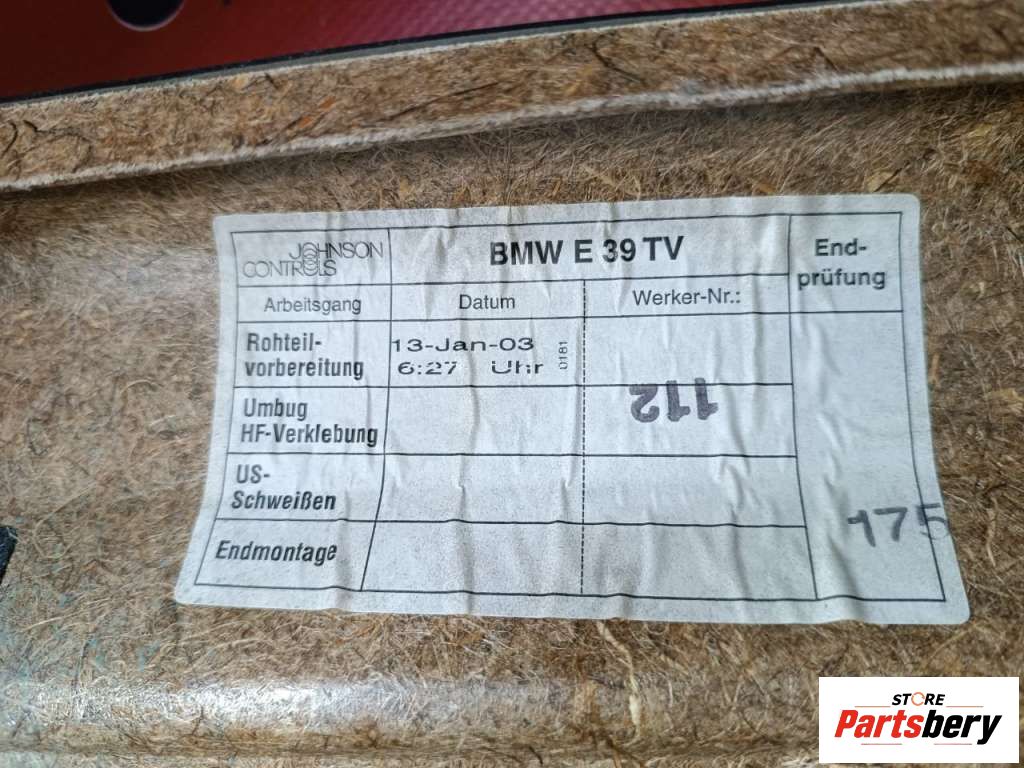 JOHNSON
CONTROLS
BMW E 39 TV
End-
prüfung
Arbeitsgang
Datum
Werker-Nr.:
Rohteil-
vorbereitung
13-Jan-03
6:27 Uhr
0181
Umbug
HF-Verklebung
112
US-
Schweißen
175
Endmontage
STORE
Partsbery